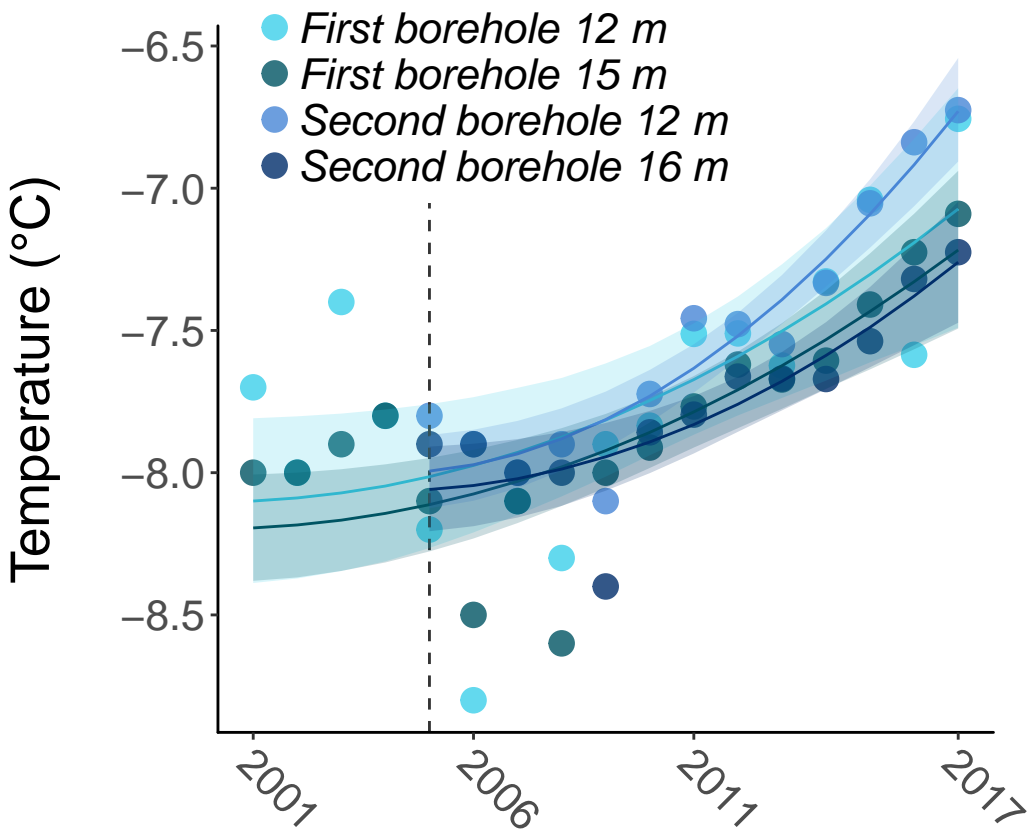 First borehole 12 m
First borehole 15 m
Second borehole 12 m
Second borehole 16 m
Temperature (°C)
−6.5
−7.0
−7.5
−8.0
−8.5
2001
2006
2011
2017